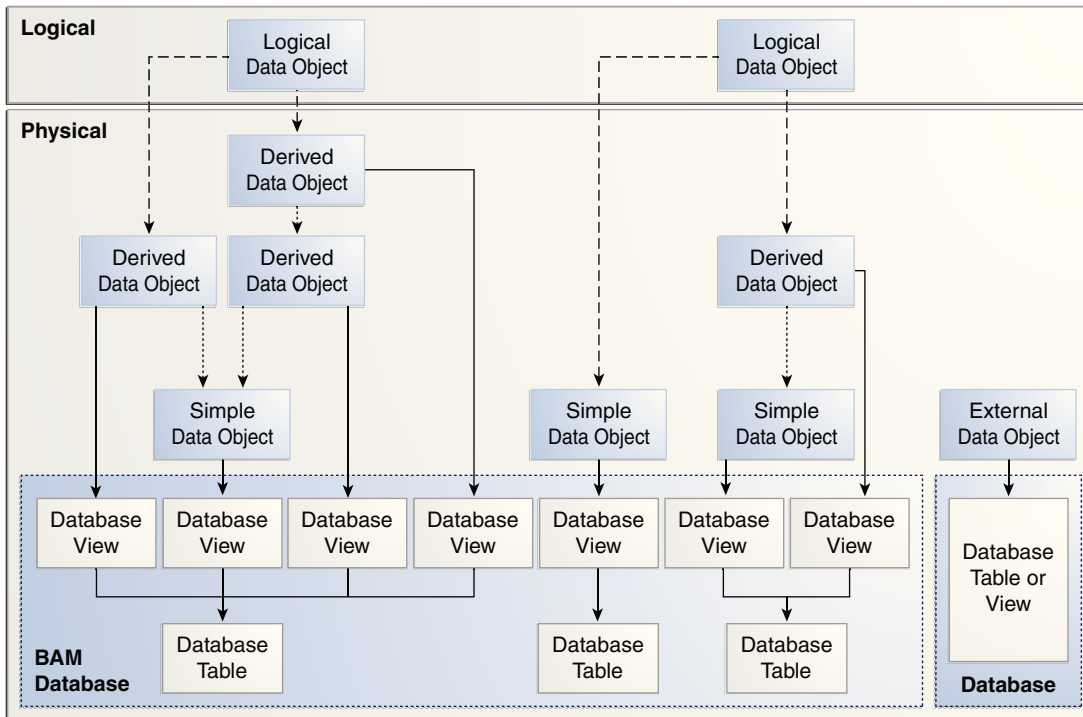 Logical
Logical
Data Object
Logical
Data Object
Physical
Derived
Data Object
Derived
Data Object
Derived
Data Object
Derived
Data Object
Simple
Data Object
Simple
Data Object
Simple
Data Object
External
Data Object
Database
View
Database
View
Database
View
Database
View
Database
View
Database
View
Database
View
Database
Table or
View
BAM
Database
Database
Table
Database
Table
Database
Table
Database